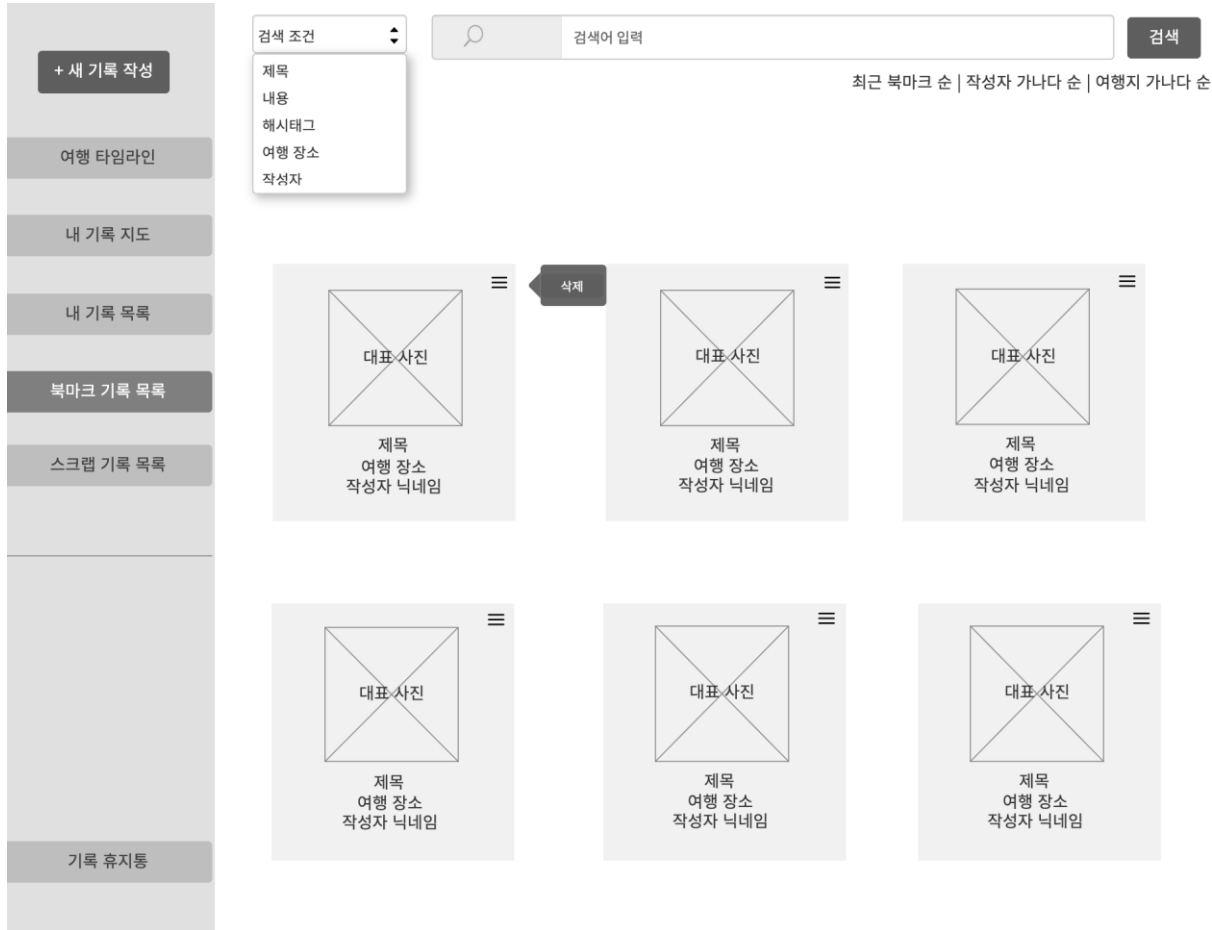 + 새 기록 작성
여행 타임라인
내 기록 지도
내 기록 목록
북마크 기록 목록
스크랩 기록 목록
기록 휴지통
검색 조건
제목
내용
해시태그
여행 장소
작성자
검색어 입력
검색
최근 북마크 순 | 작성자 가나다 순 | 여행지 가나다 순
대표 사진
제목
여행 장소
작성자 닉네임
삭제
대표 사진
제목
여행 장소
작성자 닉네임
대표 사진
제목
여행 장소
작성자 닉네임
대표 사진
제목
여행 장소
작성자 닉네임
대표 사진
제목
여행 장소
작성자 닉네임
대표 사진
제목
여행 장소
작성자 닉네임